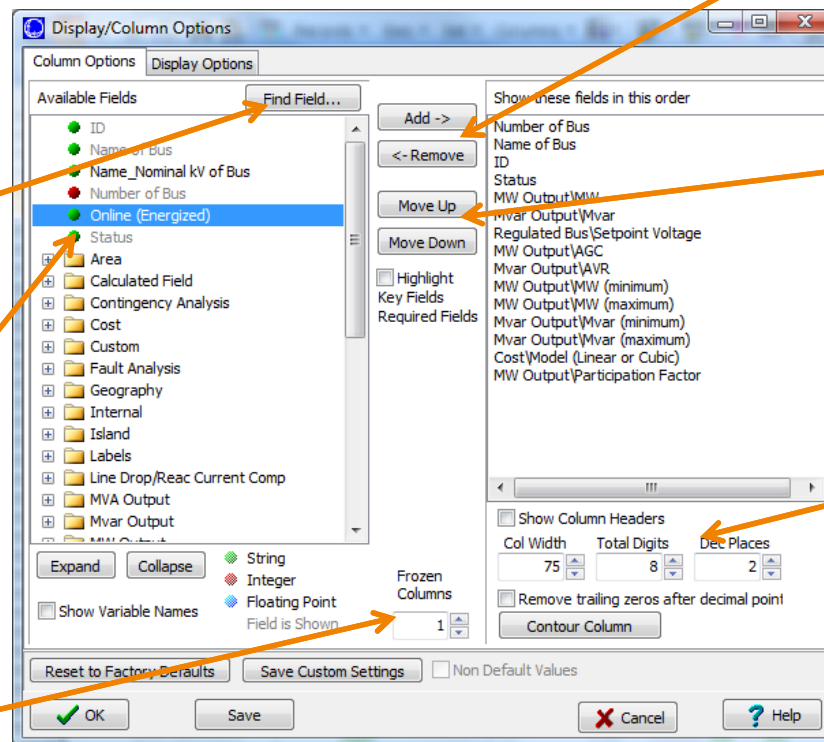 Display/Column Options
Column Options
Display Options
Available Fields
Find Field...
ID
Name of Bus
Name_Nominal kV of Bus
Number of Bus
Online (Energized)
Status
Area
Calculated Field
Contingency Analysis
Cost
Custom
Fault Analysis
Geography
Internal
Island
Labels
Line Drop/Reac Current Comp
MVA Output
Mvar Output
MW Output
Expand
Collapse
String
Integer
Floating Point
Field is Shown
Show Variable Names
Add ->
<- Remove
Move Up
Move Down
Highlight
Key Fields
Required Fields
Frozen
Columns
1
Show these fields in this order
Number of Bus
Name of Bus
ID
Status
MW Output\MW
Mvar Output\Mvar
Regulated Bus\Setpoint Voltage
MW Output\AGC
Mvar Output\AVR
MW Output\MW (minimum)
MW Output\MW (maximum)
Mvar Output\Mvar (minimum)
Mvar Output\Mvar (maximum)
Cost\Model (Linear or Cubic)
MW Output\Participation Factor
Show Column Headers
Col Width Total Digits Dec Places
75 8 2
Remove trailing zeros after decimal point
Contour Column
Reset to Factory Defaults
Save Custom Settings
Non Default Values
OK
Save
Cancel
Help